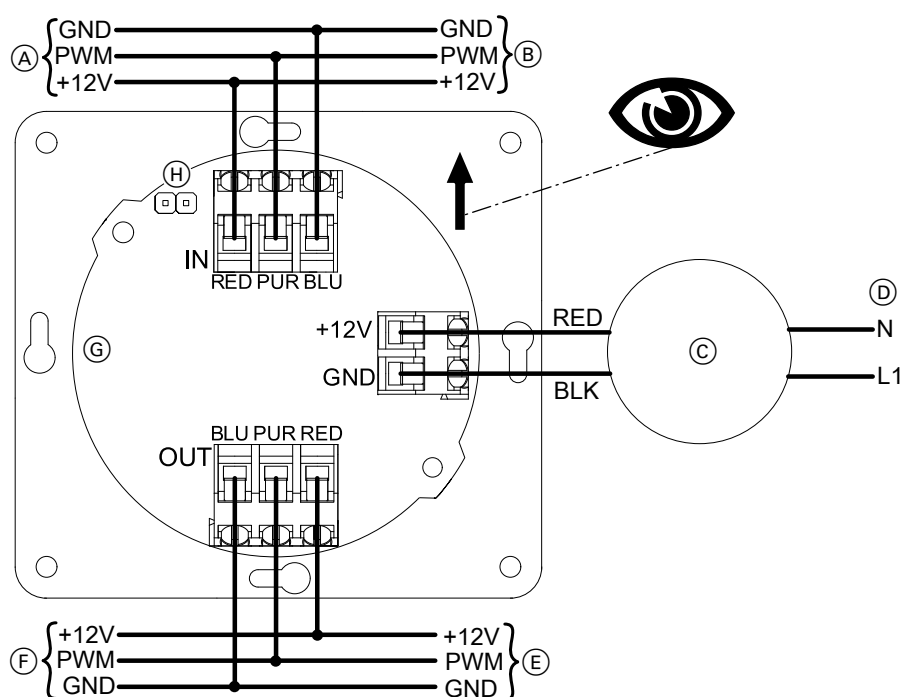 GND GND
Ⓐ PWM PWM Ⓑ
+12V +12V
Ⓗ
IN
RED PUR BLU
Ⓓ
+12V RED N
Ⓖ Ⓒ
GND BLK L1
BLU PUR RED
OUT
+12V +12V
Ⓕ PWM PWM Ⓔ
GND GND